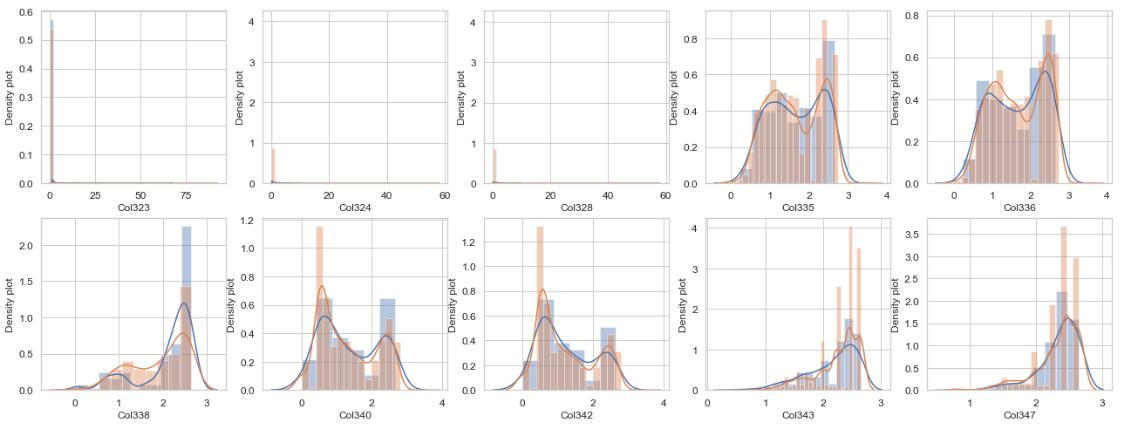 0.6
0.5
0.4
0.3
0.2
0.1
0.0
Density plot
0 25 50 75
Col323
4
3
2
1
0
Density plot
0 20 40 60
Col324
4
3
2
1
0
Density plot
0 20 40 60
Col328
0.8
0.6
0.4
0.2
0.0
Density plot
0 1 2 3 4
Col335
0.8
0.6
0.4
0.2
0.0
Density plot
0 1 2 3 4
Col336
2.0
1.5
1.0
0.5
0.0
Density plot
0 1 2 3
Col338
1.2
1.0
0.8
0.6
0.4
0.2
0.0
Density plot
0 2 4
Col340
1.2
1.0
0.8
0.6
0.4
0.2
0.0
Density plot
0 2 4
Col342
4
3
2
1
0
Density plot
0 1 2 3
Col343
3.5
3.0
2.5
2.0
1.5
1.0
0.5
0.0
Density plot
1 2 3
Col347